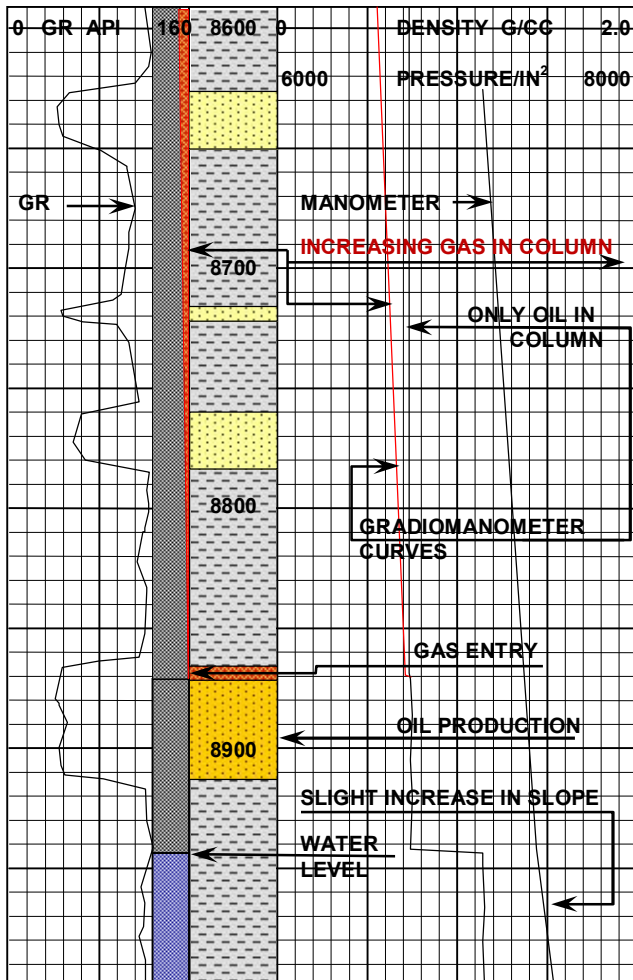 0 GR API 160 8600 0 DENSITY G/CC 2.0
6000 PRESSURE/IN² 8000
GR
MANOMETER
INCREASING GAS IN COLUMN
8700
ONLY OIL IN
COLUMN
8800
GRADIOMANOMETER
CURVES
GAS ENTRY
OIL PRODUCTION
8900
SLIGHT INCREASE IN SLOPE
WATER
LEVEL